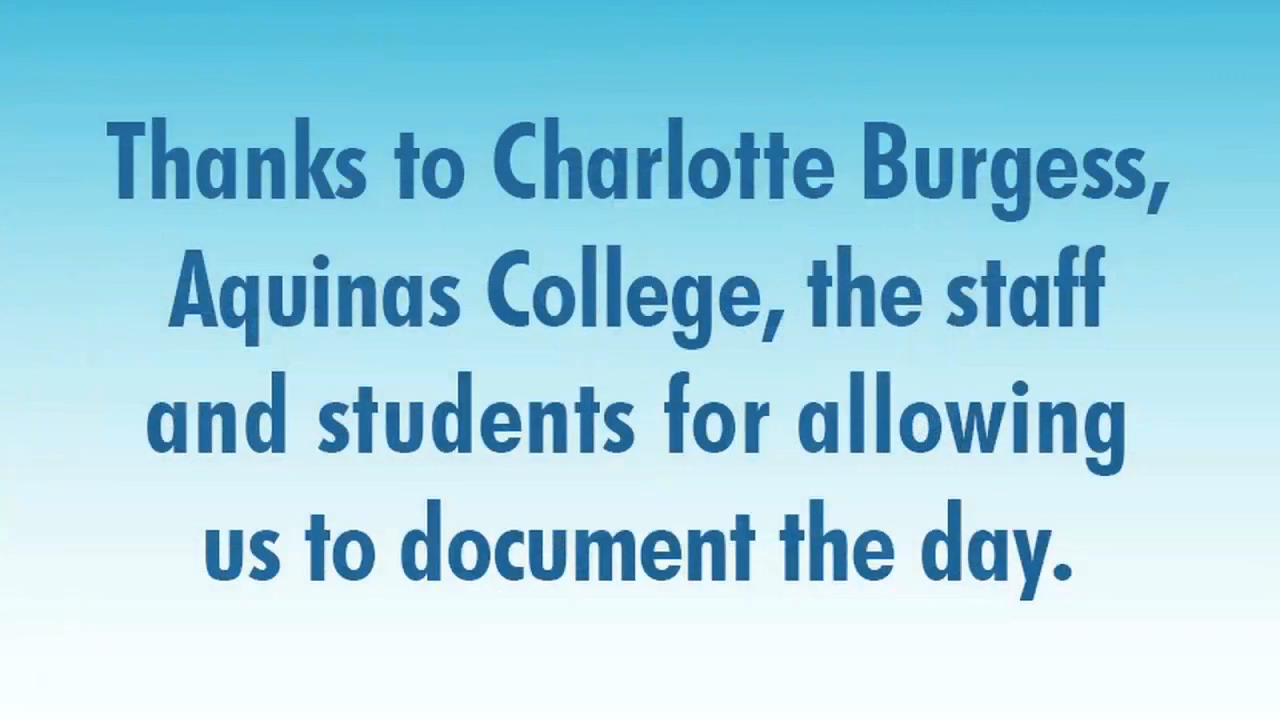 Thanks to Charlotte Burgess,
Aquinas College, the staff
and students for allowing
us to document the day.